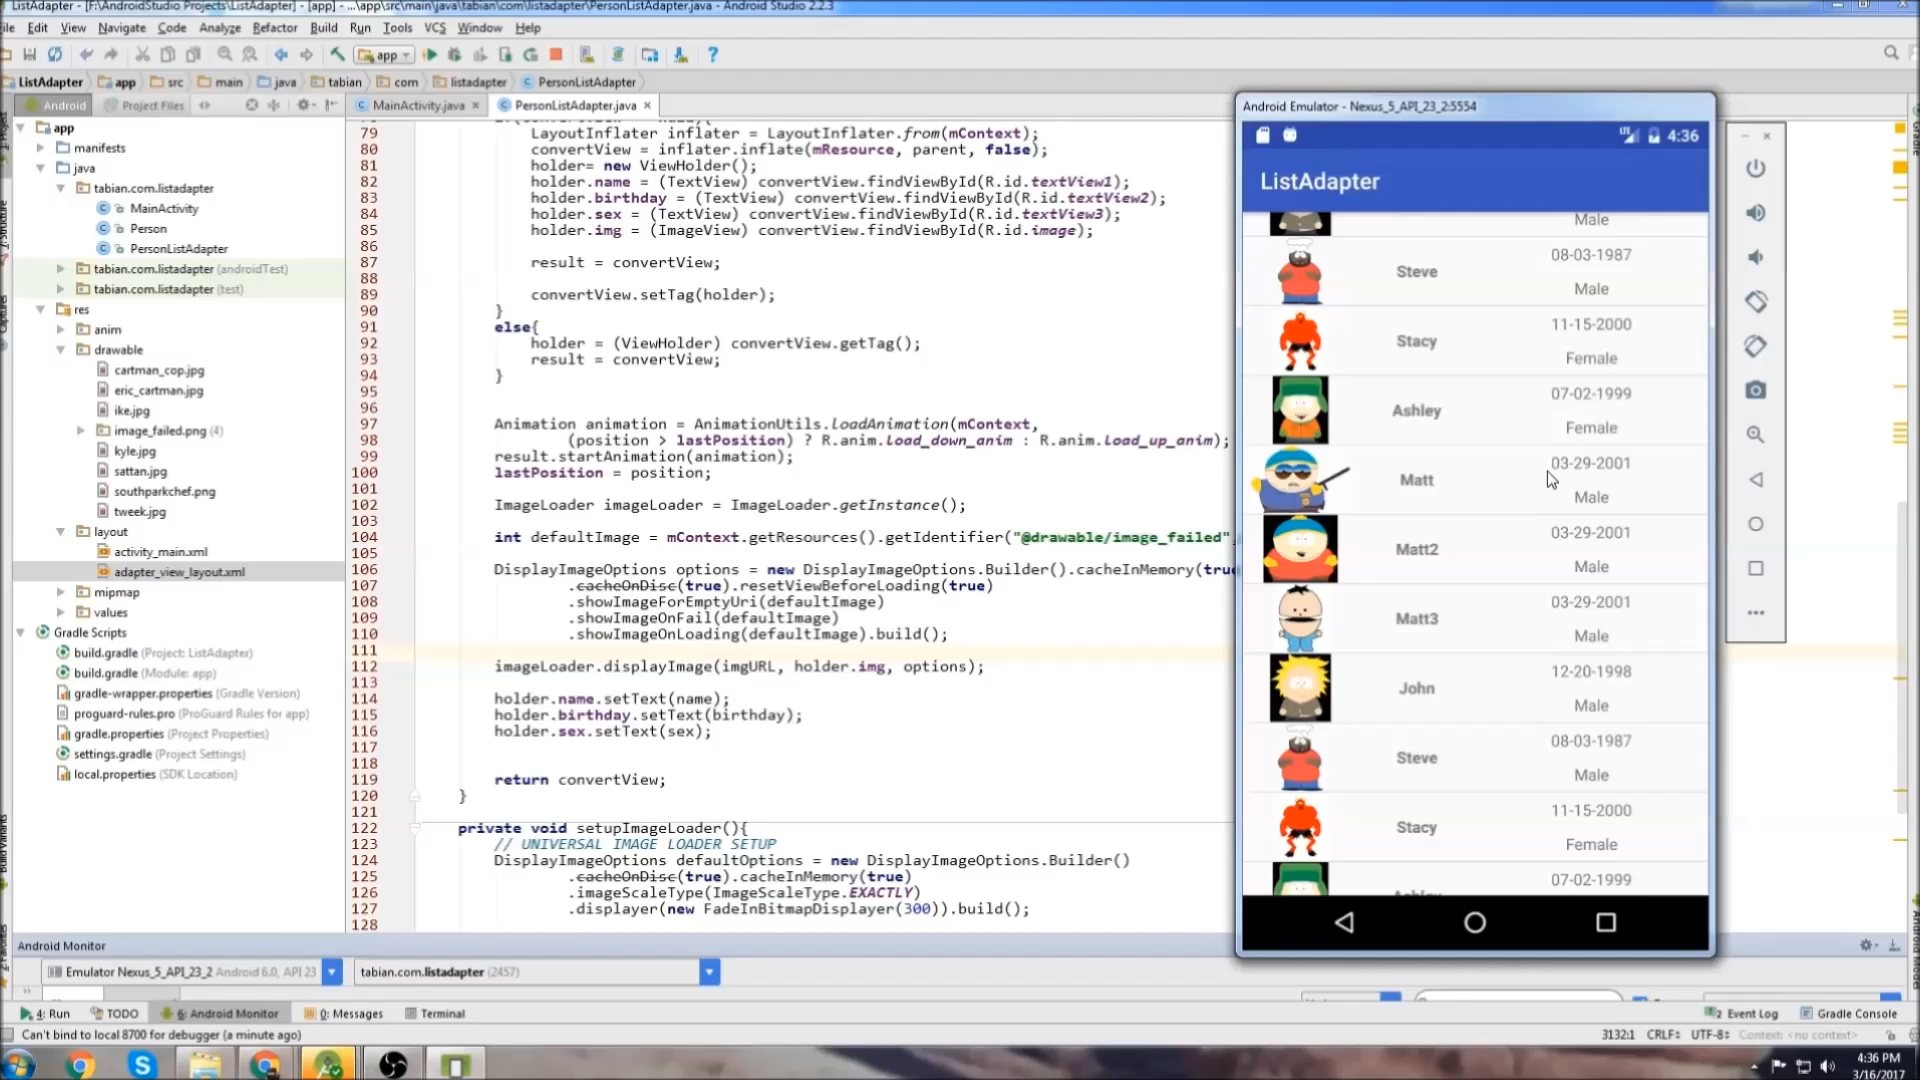 ListAdapter - [F:\AndroidStudio Projects\ListAdapter] - [app] - ...\app\src\main\java\tabian\com\listadapter\PersonListAdapter.java - Android Studio 2.2.3
Edit View Navigate Code Analyze Refactor Build Run Tools VCS Window Help
app
ListAdapter app src main java tabian com listadapter PersonListAdapter
Android Project Files MainActivity.java PersonListAdapter.java
app
manifests
java
tabian.com.listadapter
MainActivity
Person
PersonListAdapter
tabian.com.listadapter (androidTest)
tabian.com.listadapter (test)
res
anim
drawable
cartman_cop.jpg
eric_cartman.jpg
ike.jpg
image_failed.png (4)
kyle.jpg
sattan.jpg
southparkchef.png
tweek.jpg
layout
activity_main.xml
adapter_view_layout.xml
mipmap
values
Gradle Scripts
build.gradle (Project: ListAdapter)
build.gradle (Module: app)
gradle-wrapper.properties (Gradle Version)
proguard-rules.pro (ProGuard Rules for app)
gradle.properties (Project Properties)
settings.gradle (Project Settings)
local.properties (SDK Location)
79 LayoutInflater inflater = LayoutInflater.from(mContext);
80 convertView = inflater.inflate(mResource, parent, false);
81 holder= new ViewHolder();
82 holder.name = (TextView) convertView.findViewById(R.id.textView1);
83 holder.birthday = (TextView) convertView.findViewById(R.id.textView2);
84 holder.sex = (TextView) convertView.findViewById(R.id.textView3);
85 holder.img = (ImageView) convertView.findViewById(R.id.image);
86
87 result = convertView;
88
89 convertView.setTag(holder);
90 }
91 else{
92 holder = (ViewHolder) convertView.getTag();
93 result = convertView;
94 }
95
96
97 Animation animation = AnimationUtils.loadAnimation(mContext,
98 (position > lastPosition) ? R.anim.load_down_anim : R.anim.load_up_anim);
99 result.startAnimation(animation);
100 lastPosition = position;
101
102 ImageLoader imageLoader = ImageLoader.getInstance();
103
104 int defaultImage = mContext.getResources().getIdentifier("@drawable/image_failed"
105
106 DisplayImageOptions options = new DisplayImageOptions.Builder().cacheInMemory(true
107 .cacheOnDisc(true).resetViewBeforeLoading(true)
108 .showImageForEmptyUri(defaultImage)
109 .showImageOnFail(defaultImage)
110 .showImageOnLoading(defaultImage).build();
111
112 imageLoader.displayImage(imgURL, holder.img, options);
113
114 holder.name.setText(name);
115 holder.birthday.setText(birthday);
116 holder.sex.setText(sex);
117
118
119 return convertView;
120 }
121
122 private void setupImageLoader(){
123 // UNIVERSAL IMAGE LOADER SETUP
124 DisplayImageOptions defaultOptions = new DisplayImageOptions.Builder()
125 .cacheOnDisc(true).cacheInMemory(true)
126 .imageScaleType(ImageScaleType.EXACTLY)
127 .displayer(new FadeInBitmapDisplayer(300)).build();
128
Android Emulator - Nexus_5_API_23_2:5554
4:36
ListAdapter
Male
08-03-1987
Steve
Male
11-15-2000
Stacy
Female
07-02-1999
Ashley
Female
03-29-2001
Matt
Male
03-29-2001
Matt2
Male
03-29-2001
Matt3
Male
12-20-1998
John
Male
08-03-1987
Steve
Male
11-15-2000
Stacy
Female
07-02-1999
Android Monitor
Emulator Nexus_5_API_23_2 Android 6.0, API 23 tabian.com.listadapter (2457)
4: Run TODO 6: Android Monitor 0: Messages Terminal 2 Event Log Gradle Console
Can't bind to local 8700 for debugger (a minute ago) 3132:1 CRLF UTF-8 Context: <no context>
4:36 PM
3/16/2017